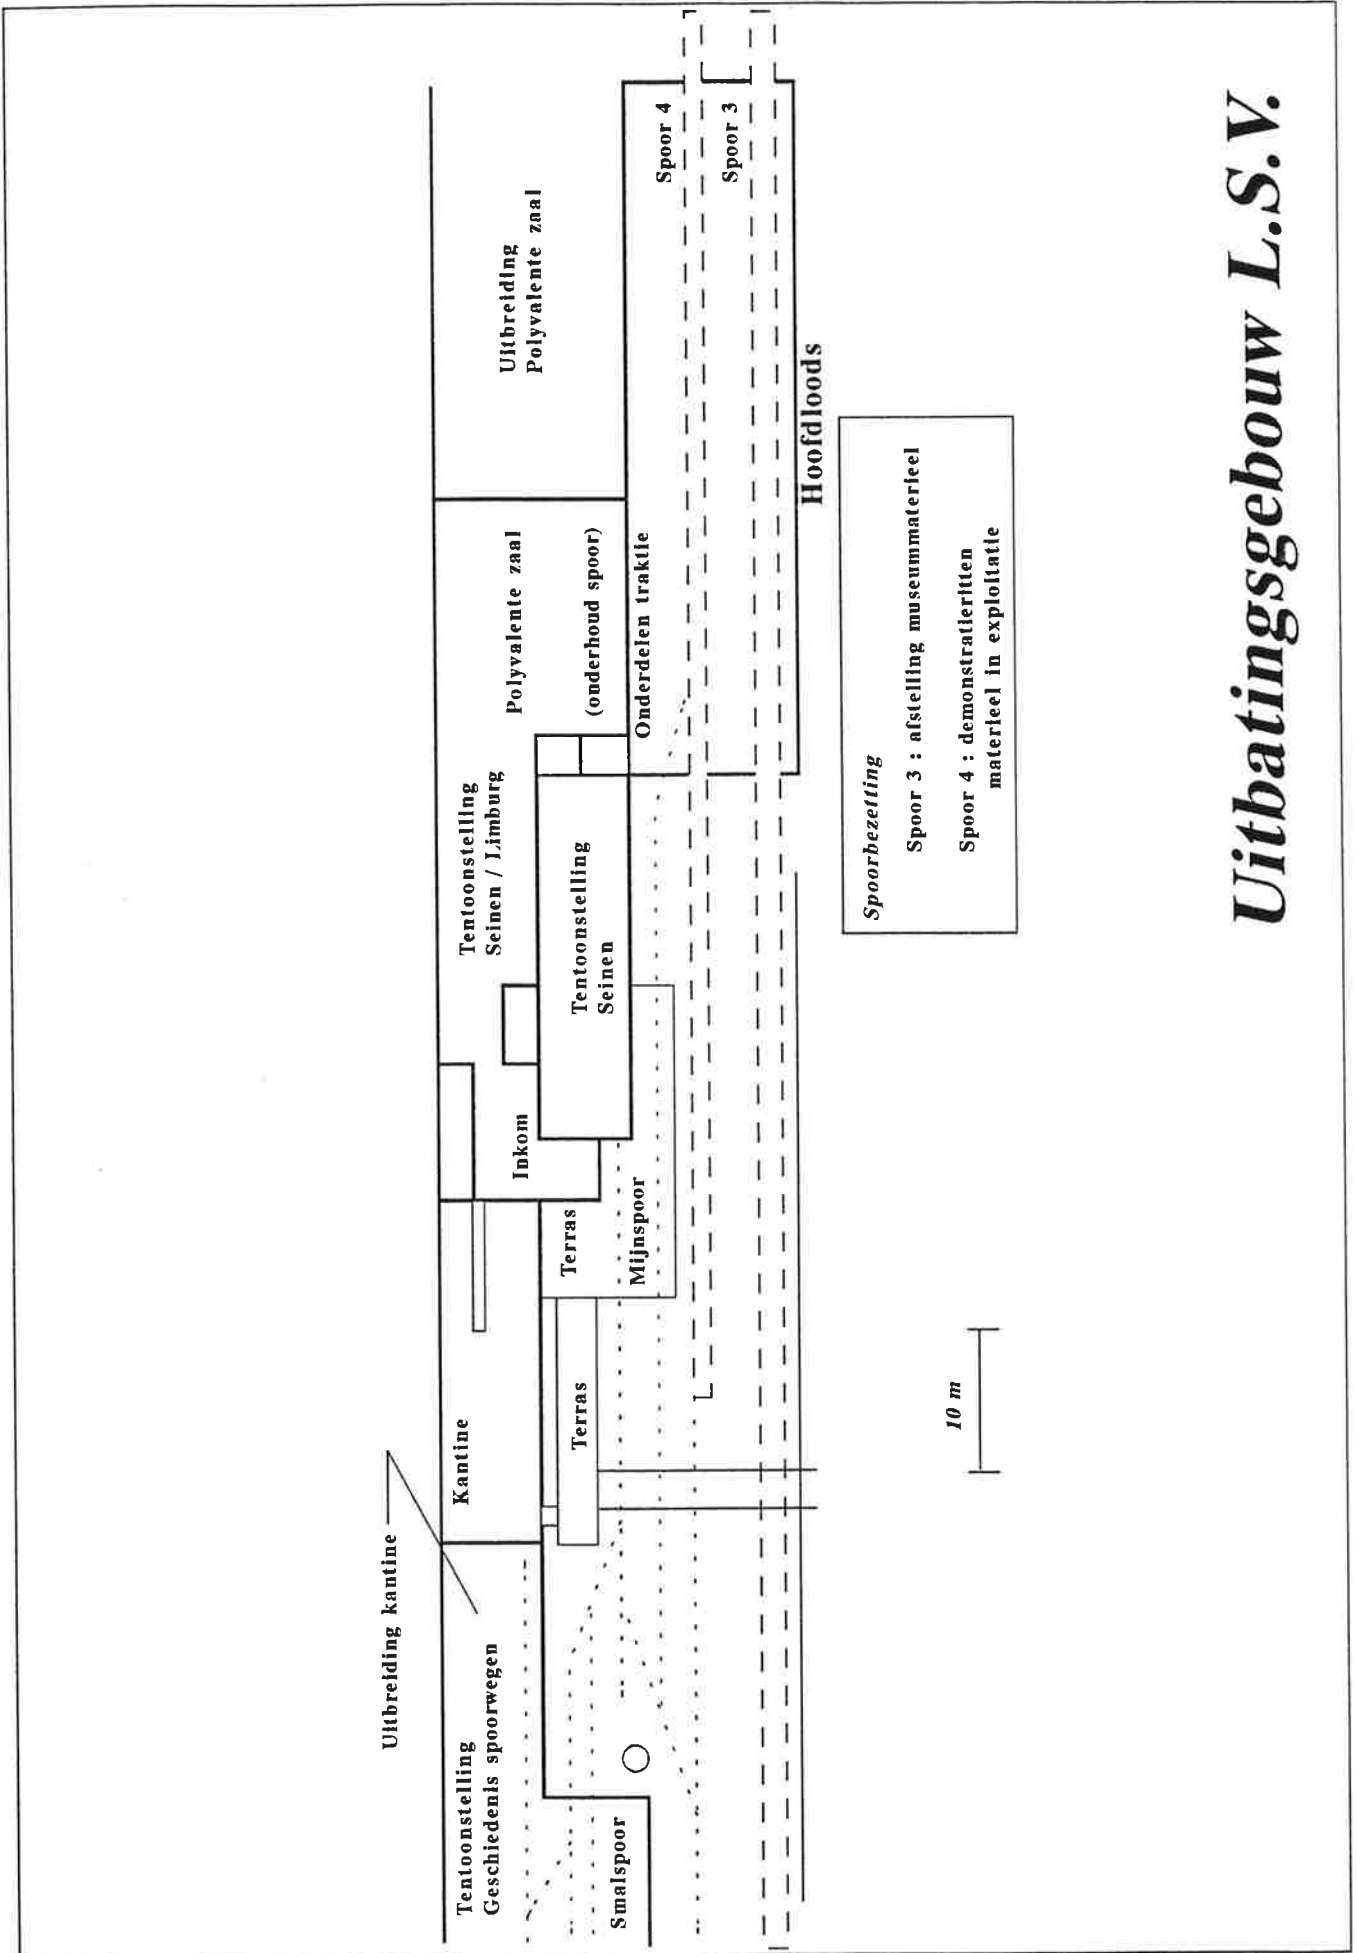 Uitbreiding kantine
Tentoonstelling
Geschiedenis spoorwegen
Smalspoor
Kantine
Terras
Terras
Mijnspoor
Inkom
Tentoonstelling
Seinen / Limburg
Tentoonstelling
Seinen
Polyvalente zaal
(onderhoud spoor)
Onderdelen traktie
Uitbreiding
Polyvalente zaal
Spoor 4
Spoor 3
Hoofdloods
Spoorbezetting
Spoor 3 : afstelling museummaterieel
Spoor 4 : demonstratieritten
materieel in exploitatie
10 m
Uitbatingsgebouw L.S.V.